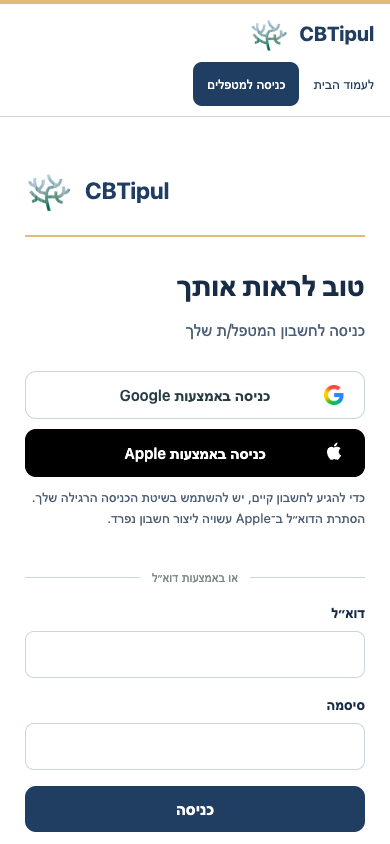 CBTipul
לעמוד הבית
כניסה למטפלים
CBTipul
טוב לראות אותך
כניסה לחשבון המטפל/ת שלך
כניסה באמצעות Google
כניסה באמצעות Apple
כדי להגיע לחשבון קיים, יש להשתמש בשיטת הכניסה הרגילה שלך.
הסתרת הדוא״ל ב־Apple עשויה ליצור חשבון נפרד.
או באמצעות דוא״ל
דוא״ל
סיסמה
כניסה